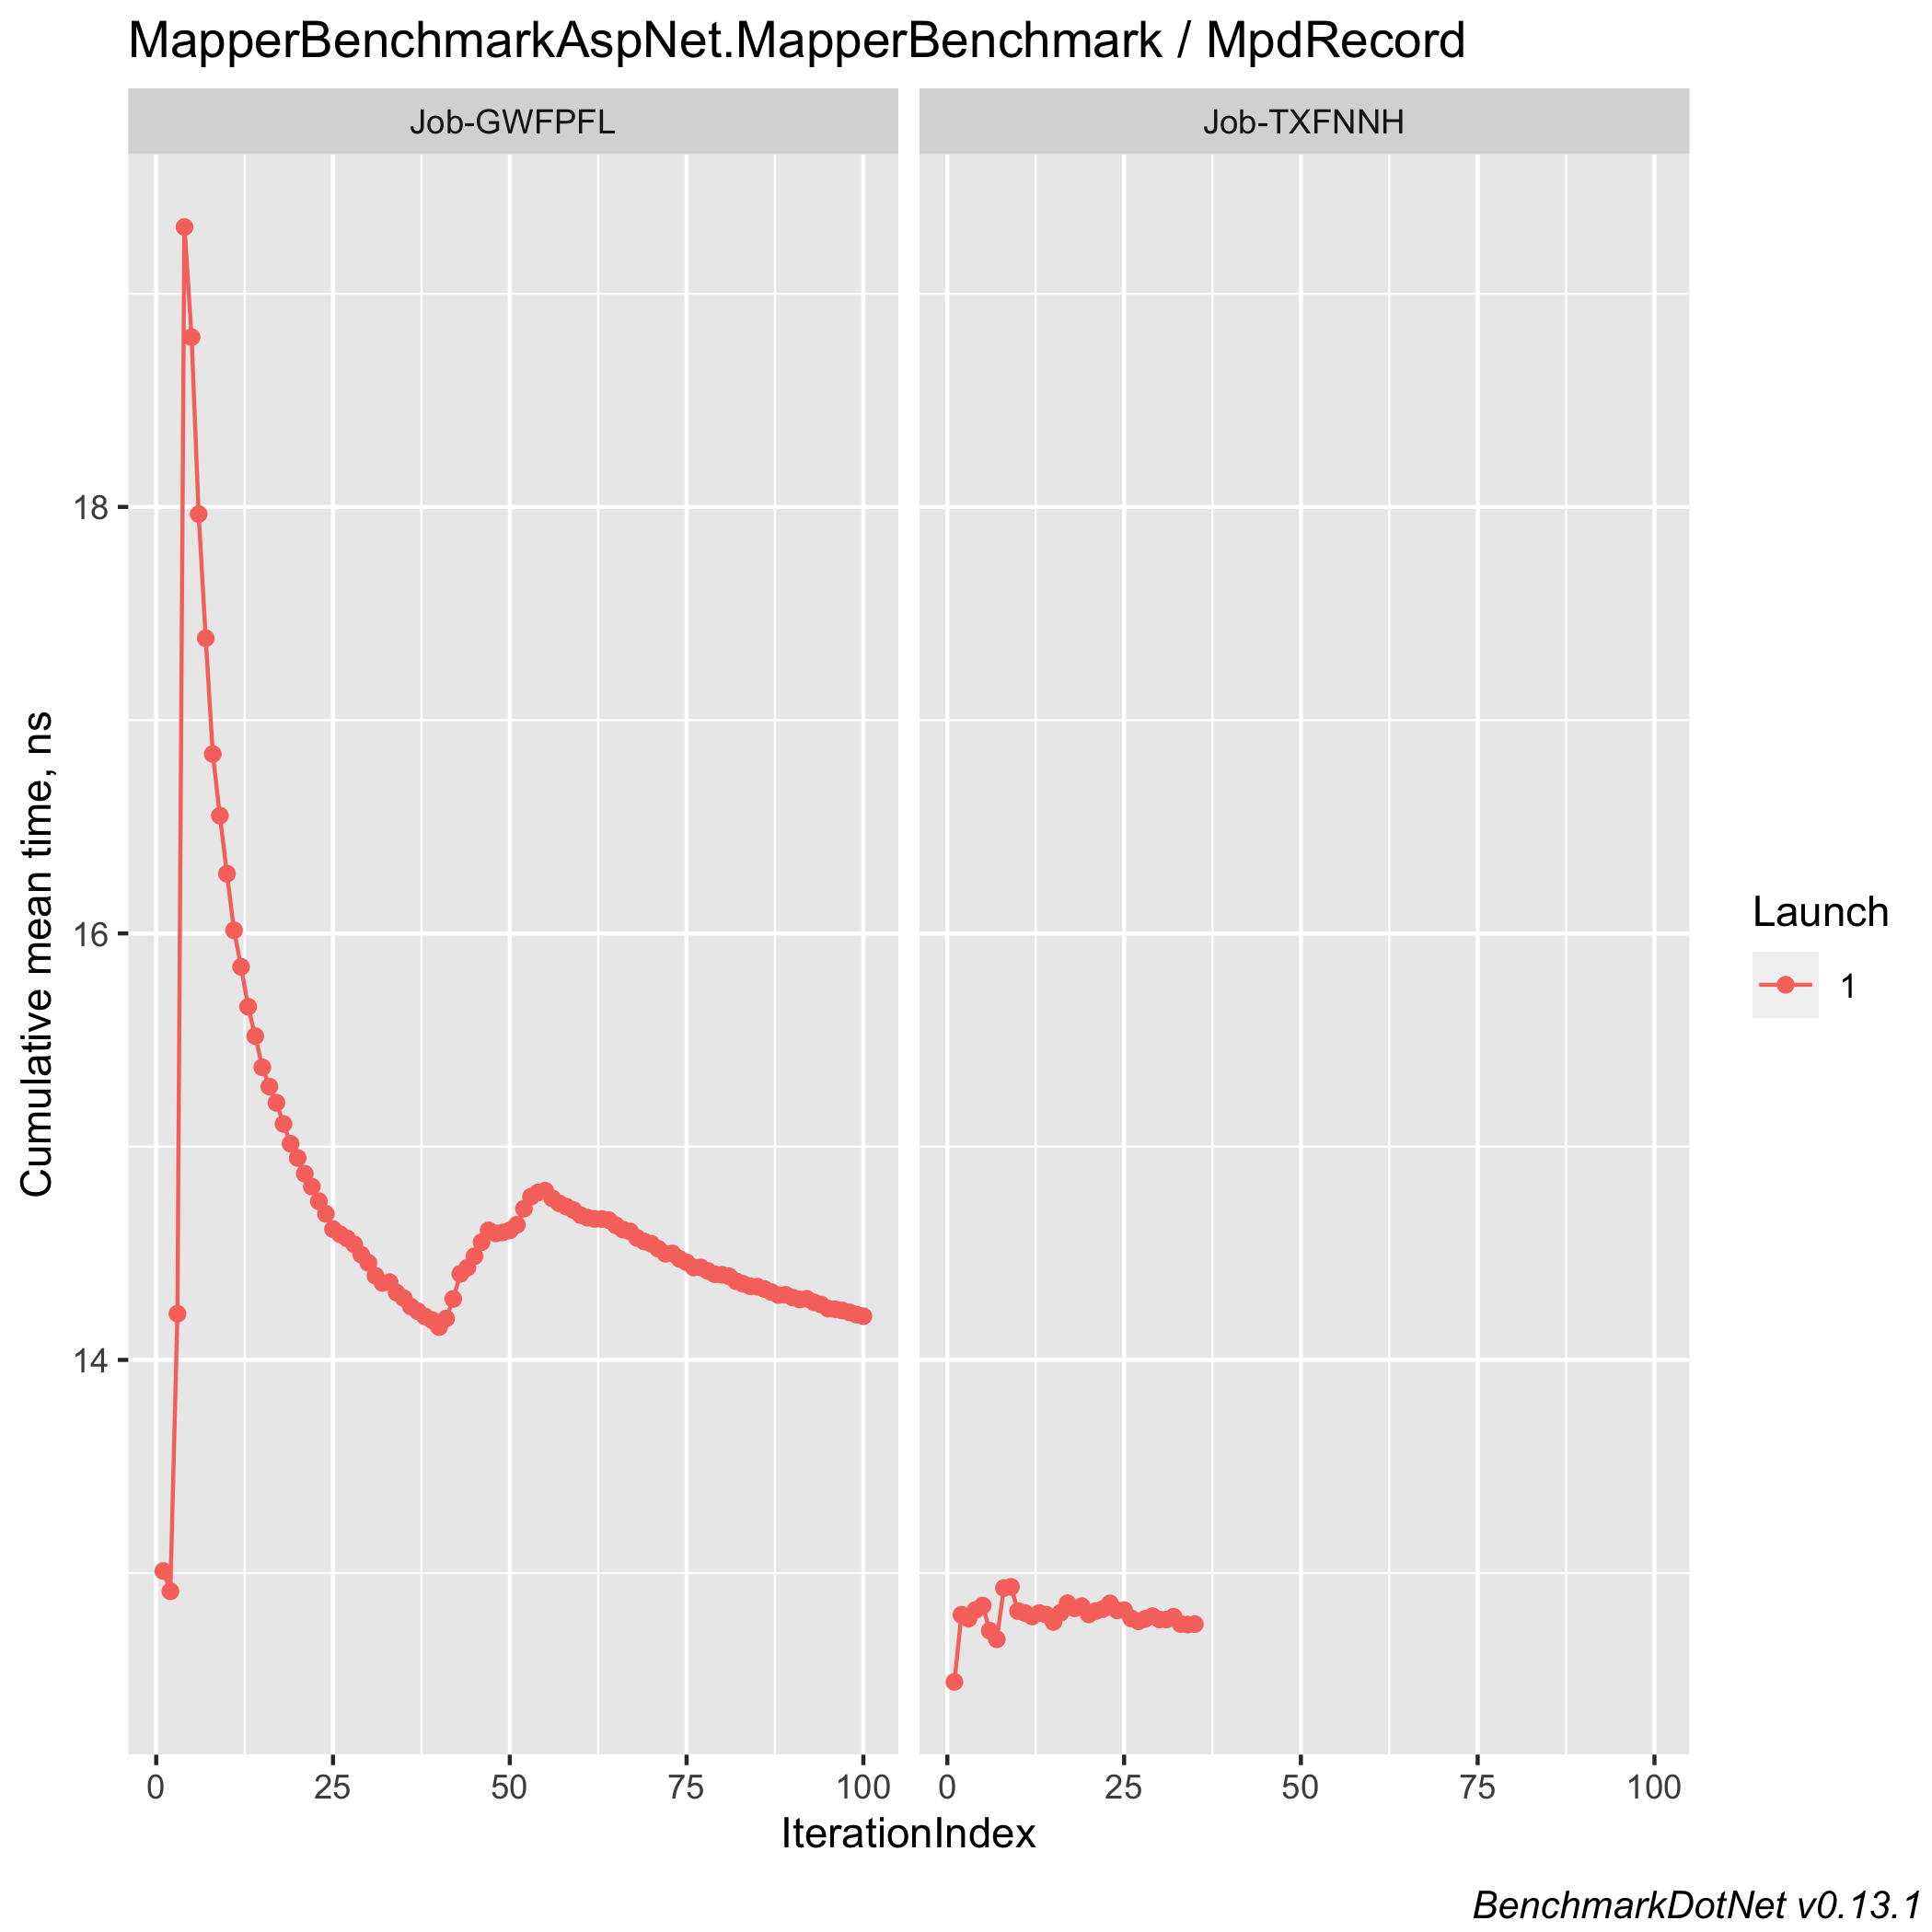 MapperBenchmarkAspNet.MapperBenchmark / MpdRecord
Job-GWFPFL
Job-TXFNNH
Cumulative mean time, ns
18
16
14
0
25
50
75
100
0
25
50
75
100
IterationIndex
Launch
1
BenchmarkDotNet v0.13.1